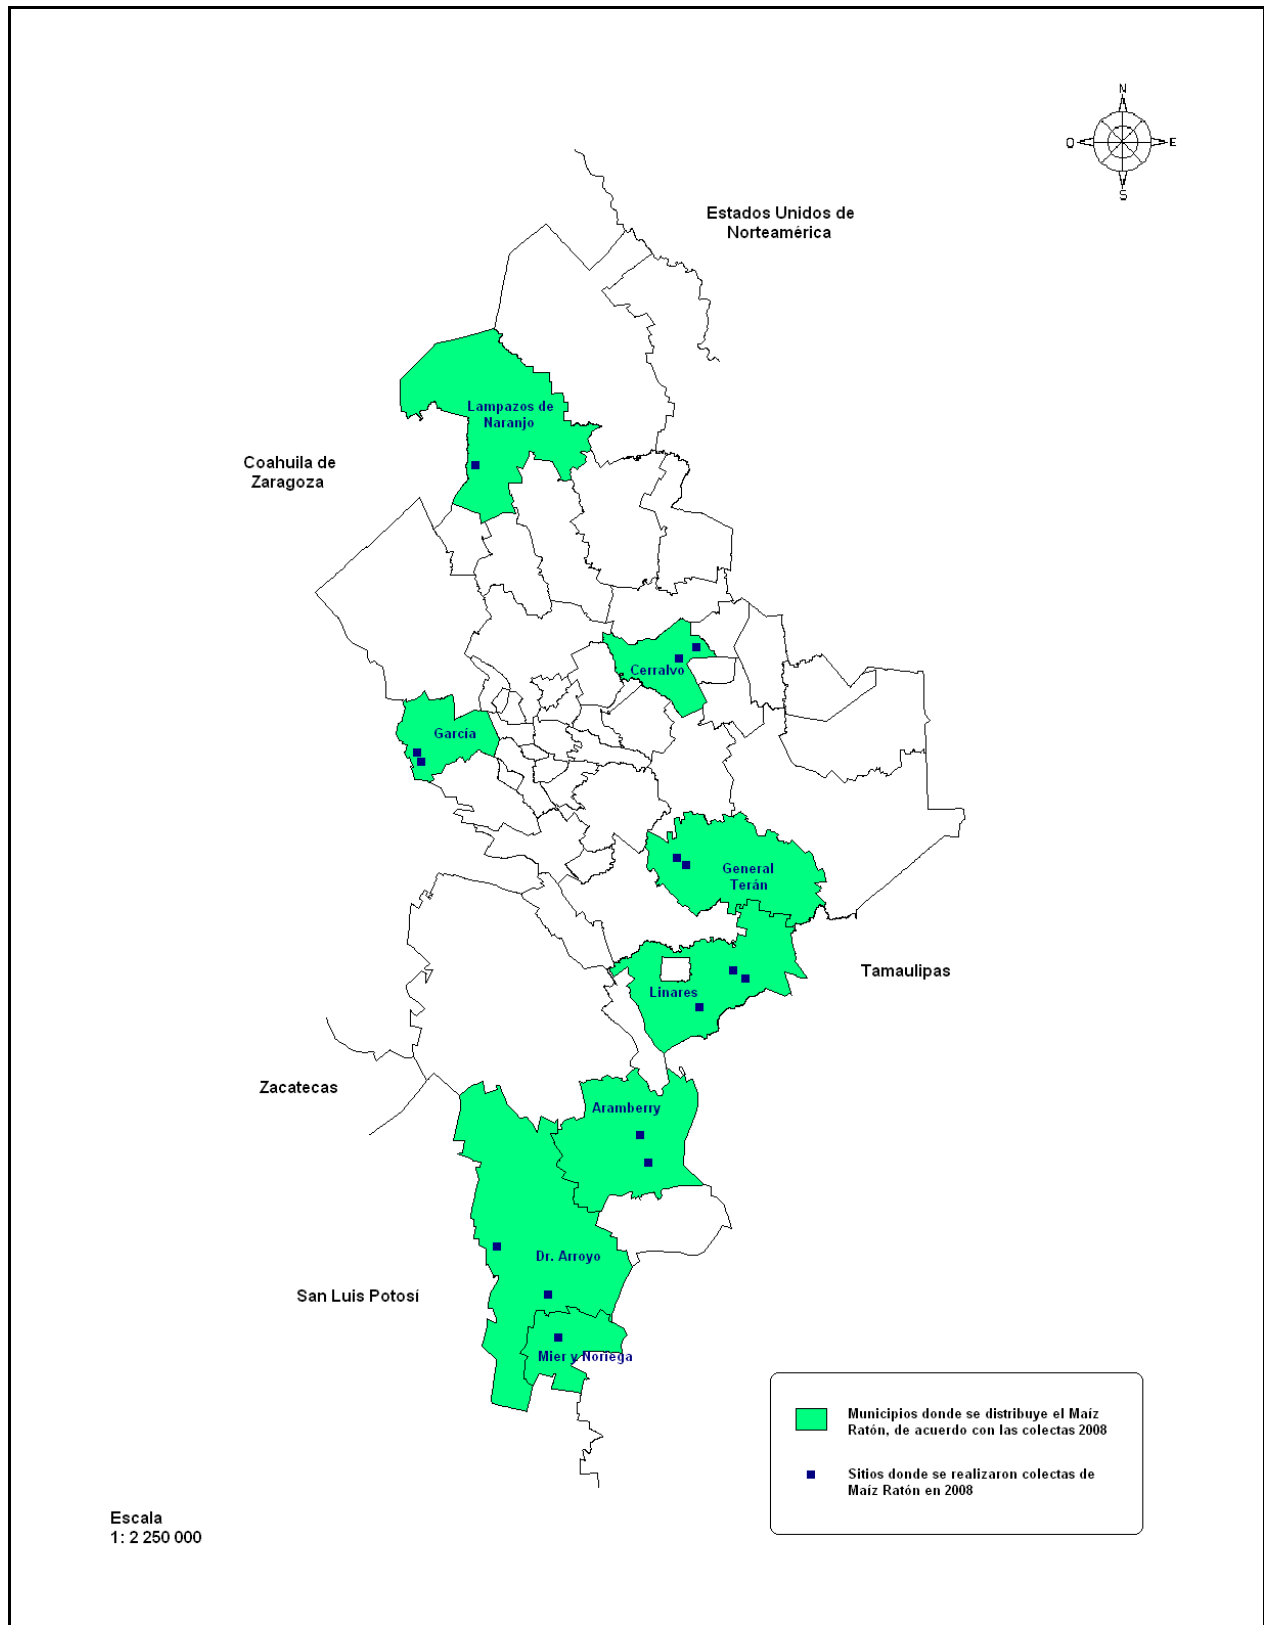 N
O
E
S
Estados Unidos de
Norteamérica
Lampazos de
Naranjo
Coahuila de
Zaragoza
Cerralvo
García
General
Terán
Tamaulipas
Linares
Zacatecas
Aramberry
Dr. Arroyo
San Luis Potosí
Mier y Noriega
Municipios donde se distribuye el Maíz
Ratón, de acuerdo con las colectas 2008
Sitios donde se realizaron colectas de
Maíz Ratón en 2008
Escala
1: 2 250 000